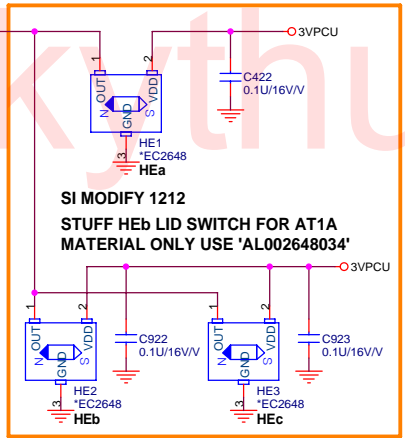 kythu
3VPCU
1
2
OUT
VDD
C422
0.1U/16V/V
N
S
GND
3
HE1
*EC2648
HEa
SI MODIFY 1212
STUFF HEb LID SWITCH FOR AT1A
MATERIAL ONLY USE 'AL002648034'
3VPCU
1
2
1
2
OUT
VDD
C922
0.1U/16V/V
OUT
VDD
C923
0.1U/16V/V
N
S
GND
N
S
GND
3
HE2
*EC2648
HEb
3
HE3
*EC2648
HEc